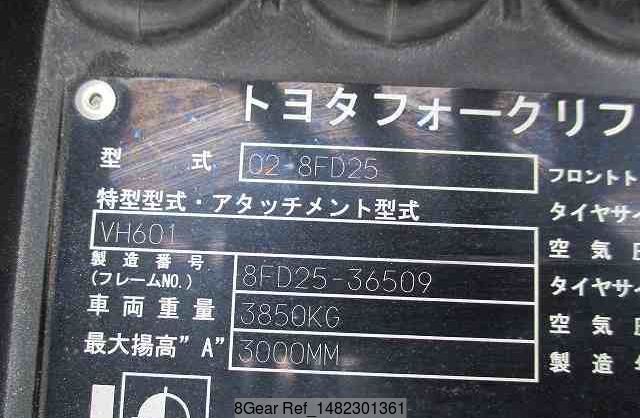 トヨタフォークリフ
型 式 02-8FD25
フロントト
特型型式・アタッチメント型式
タイヤサイ
VH601
空 気
製造番号
(フレームNO.) 8FD25-36509
タイヤサイ
車両重量 3850KG
空 気
最大揚高"A" 3000MM
製 造
8Gear Ref_1482301361